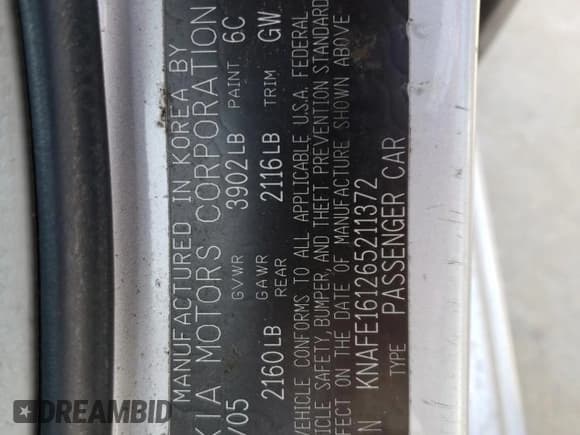 MANUFACTURED IN KOREA BY
KIA MOTORS CORPORATION
/05 GVWR 3902LB PAINT 6C
GAWR
2160LB REAR 2116LB TRIM GW
VEHICLE CONFORMS TO ALL APPLICABLE U.S.A. FEDERAL
VEHICLE SAFETY, BUMPER, AND THEFT PREVENTION STANDARD
EFFECT ON THE DATE OF MANUFACTURE SHOWN ABOVE
KNAFE161265211372
TYPE PASSENGER CAR
DREAMBID